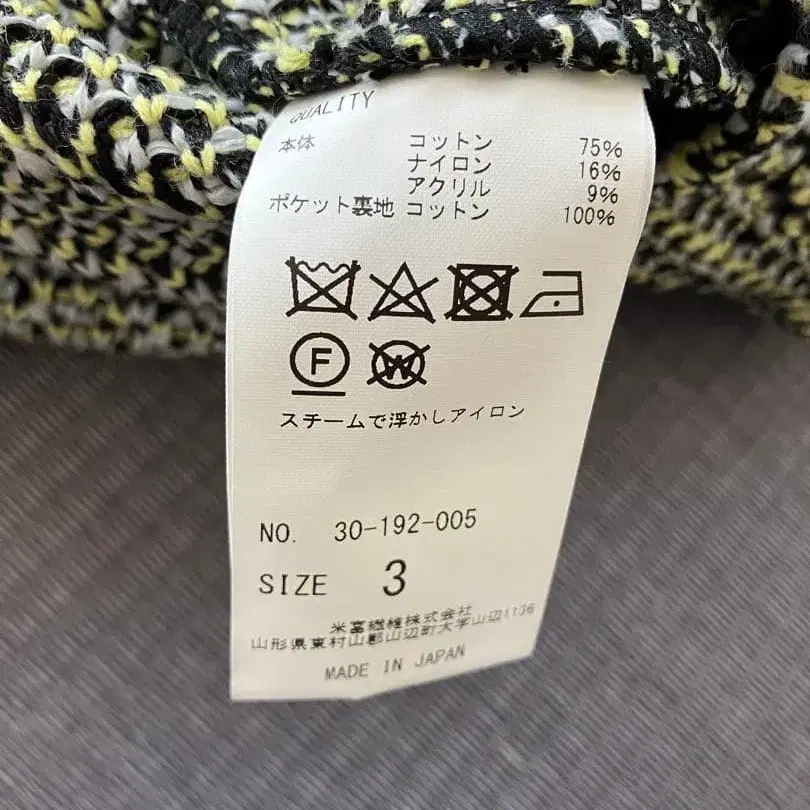 QUALITY
本体 コットン 75%
ナイロン 16%
アクリル 9%
ポケット裏地 コットン 100%
F W
スチームで浮かしアイロン
NO. 30-192-005
SIZE 3
米富繊維株式会社
山形県東村山郡山辺町大字山辺1136
MADE IN JAPAN